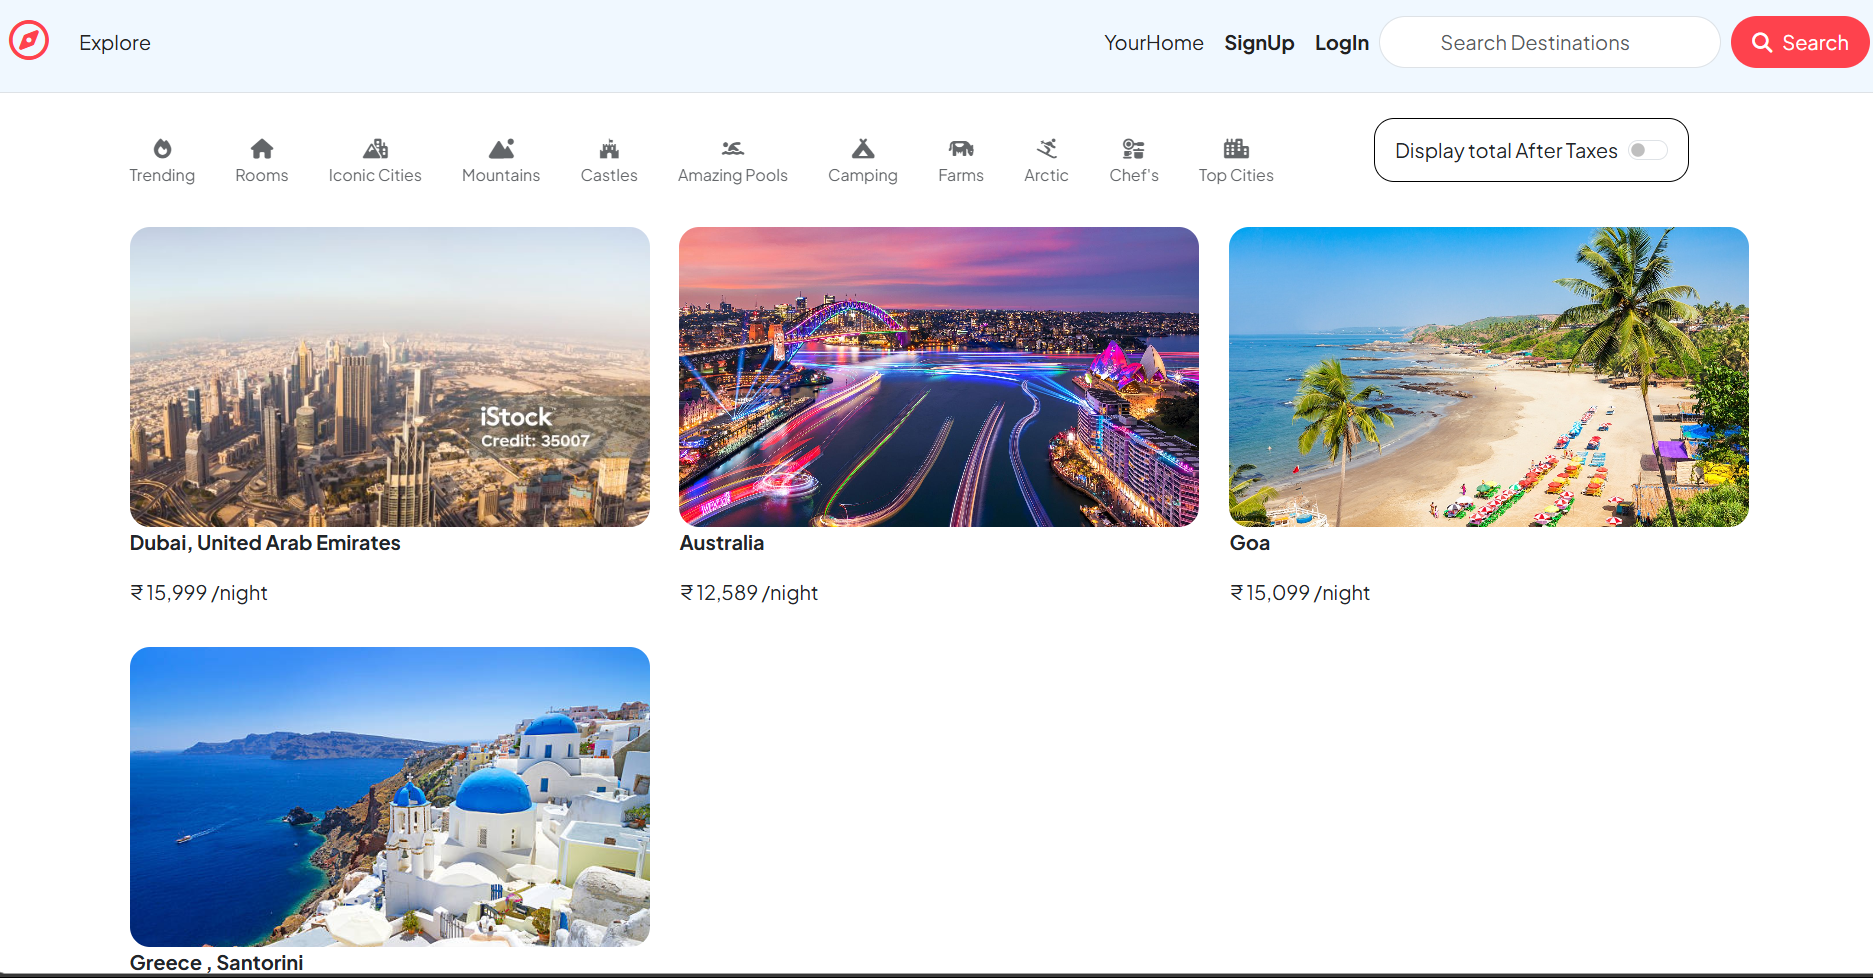 Explore
YourHome SignUp LogIn Search Destinations Search
Trending Rooms Iconic Cities Mountains Castles Amazing Pools Camping Farms Arctic Chef's Top Cities Display total After Taxes
iStock
Credit: 35007
Dubai, United Arab Emirates
₹ 15,999 /night
Australia
₹ 12,589 /night
Goa
₹ 15,099 /night
Greece , Santorini